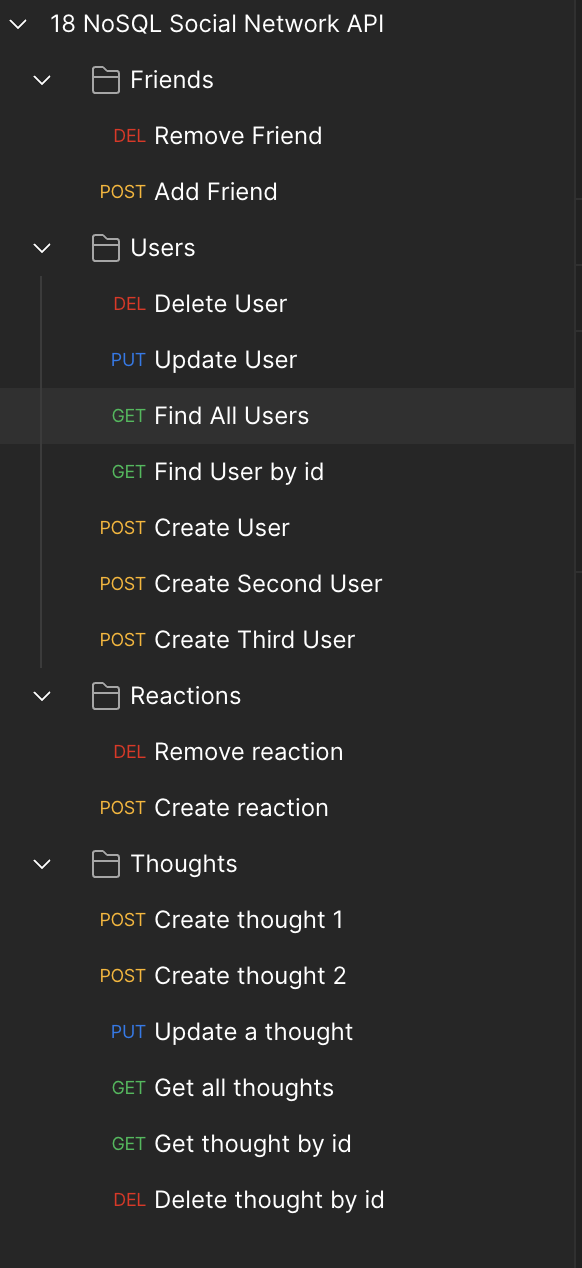 18 NoSQL Social Network API
Friends
DEL Remove Friend
POST Add Friend
Users
DEL Delete User
PUT Update User
GET Find All Users
GET Find User by id
POST Create User
POST Create Second User
POST Create Third User
Reactions
DEL Remove reaction
POST Create reaction
Thoughts
POST Create thought 1
POST Create thought 2
PUT Update a thought
GET Get all thoughts
GET Get thought by id
DEL Delete thought by id